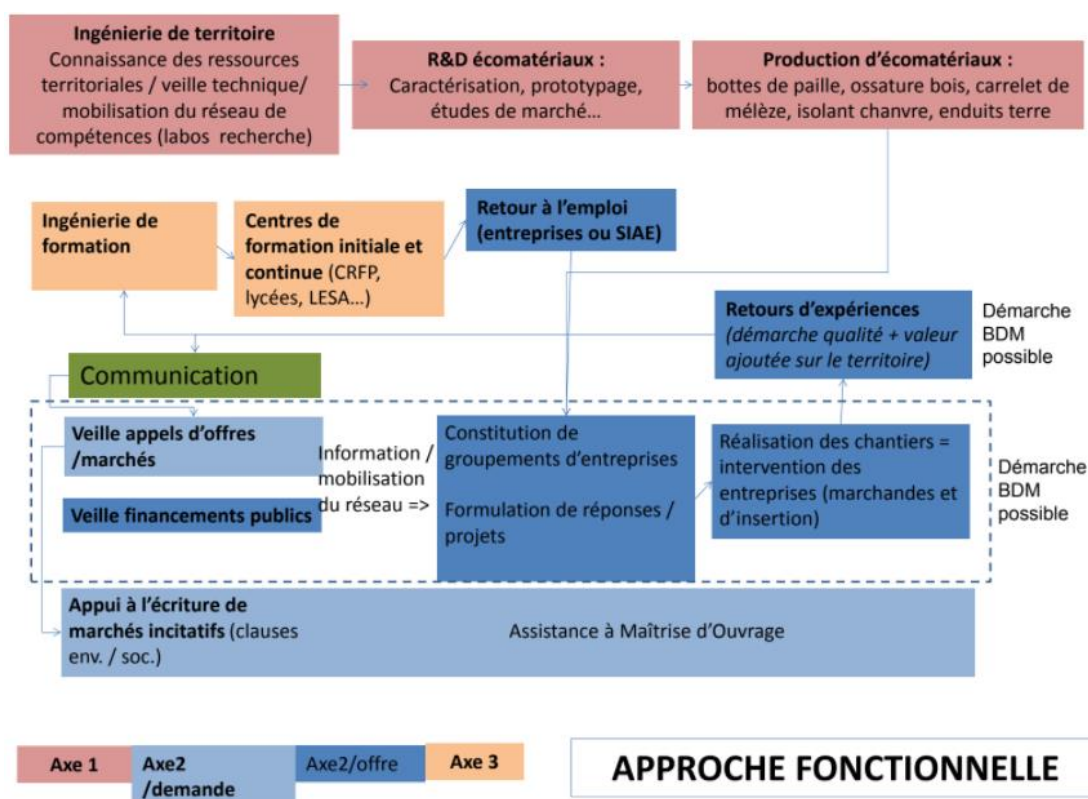 Ingénierie de territoire
Connaissance des ressources
territoriales / veille technique/
mobilisation du réseau de
compétences (labos recherche)
R&D écomatériaux :
Caractérisation, prototypage,
études de marché…
Production d’écomatériaux :
bottes de paille, ossature bois, carrelet de
mélèze, isolant chanvre, enduits terre
Ingénierie de
formation
Centres de
formation initiale et
continue (CRFP,
lycées, LESA…)
Retour à l’emploi
(entreprises ou SIAE)
Retours d’expériences
(démarche qualité + valeur
ajoutée sur le territoire)
Démarche
BDM
possible
Communication
Veille appels d’offres
/marchés
Veille financements publics
Information /
mobilisation
du réseau =>
Constitution de
groupements d’entreprises
Formulation de réponses /
projets
Réalisation des chantiers =
intervention des
entreprises (marchandes et
d’insertion)
Démarche
BDM
possible
Appui à l’écriture de
marchés incitatifs (clauses
env. / soc.)
Assistance à Maîtrise d’Ouvrage
Axe 1
Axe2
/demande
Axe2/offre
Axe 3
APPROCHE FONCTIONNELLE